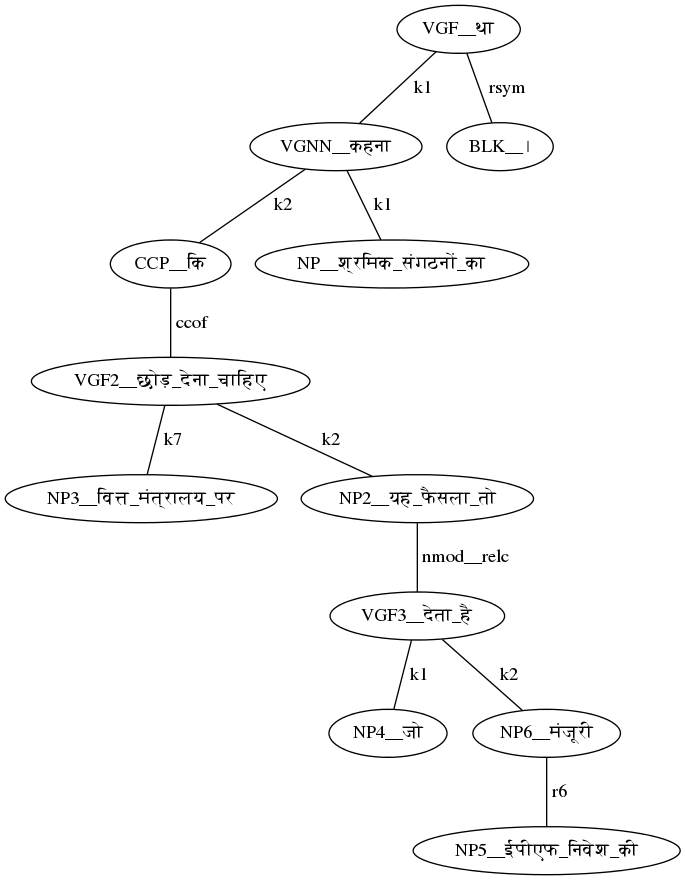 VGF__था
k1 rsym
VGNN__कहना BLK__।
k2 k1
CCP__कि NP__श्रमिक_संगठनों_का
ccof
VGF2__छोड़_देना_चाहिए
k7 k2
NP3__वित्त_मंत्रालय_पर NP2__यह_फैसला_तो
nmod__relc
VGF3__देता_है
k1 k2
NP4__जो NP6__मंजूरी
r6
NP5__ईपीएफ_निवेश_की